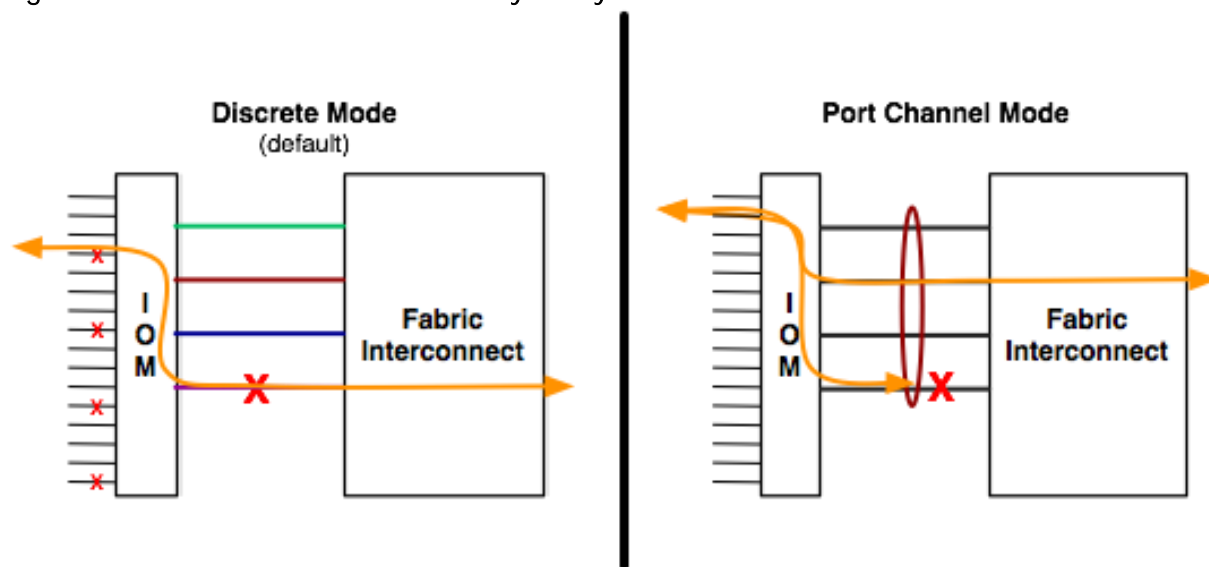 Discrete Mode
(default)
I
O
M
Fabric
Interconnect
X
X
X
X
X
Port Channel Mode
I
O
M
Fabric
Interconnect
X